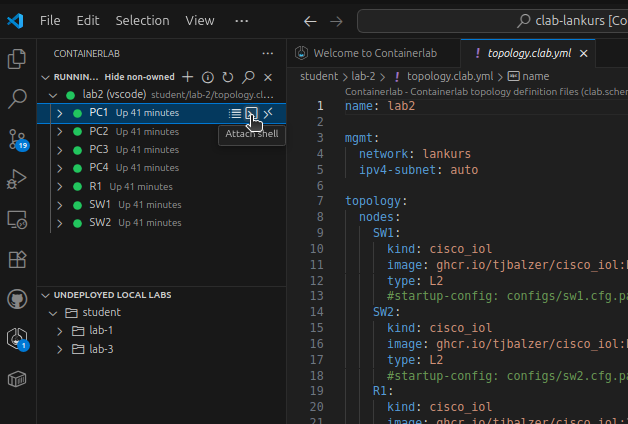 File Edit Selection View ··· clab-lankurs [Co
CONTAINERLAB ···
RUNNIN... Hide non-owned
lab2 (vscode) student/lab-2/topology.cl...
PC1 Up 41 minutes
PC2 Up 41 minutes
Attach shell
PC3 Up 41 minutes
PC4 Up 41 minutes
R1 Up 41 minutes
SW1 Up 41 minutes
SW2 Up 41 minutes
UNDEPLOYED LOCAL LABS
student
lab-1
lab-3
19
1
Welcome to Containerlab ! topology.clab.yml
student > lab-2 > ! topology.clab.yml > name
Containerlab - Containerlab topology definition files (clab.schem
1 name: lab2
2
3 mgmt:
4 network: lankurs
5 ipv4-subnet: auto
6
7 topology:
8 nodes:
9 SW1:
10 kind: cisco_iol
11 image: ghcr.io/tjbalzer/cisco_iol:
12 type: L2
13 #startup-config: configs/sw1.cfg.pa
14 SW2:
15 kind: cisco_iol
16 image: ghcr.io/tjbalzer/cisco_iol:
17 type: L2
18 #startup-config: configs/sw2.cfg.pa
19 R1:
20 kind: cisco_iol
21 image: ghcr.io/tjbalzer/cisco_iol: